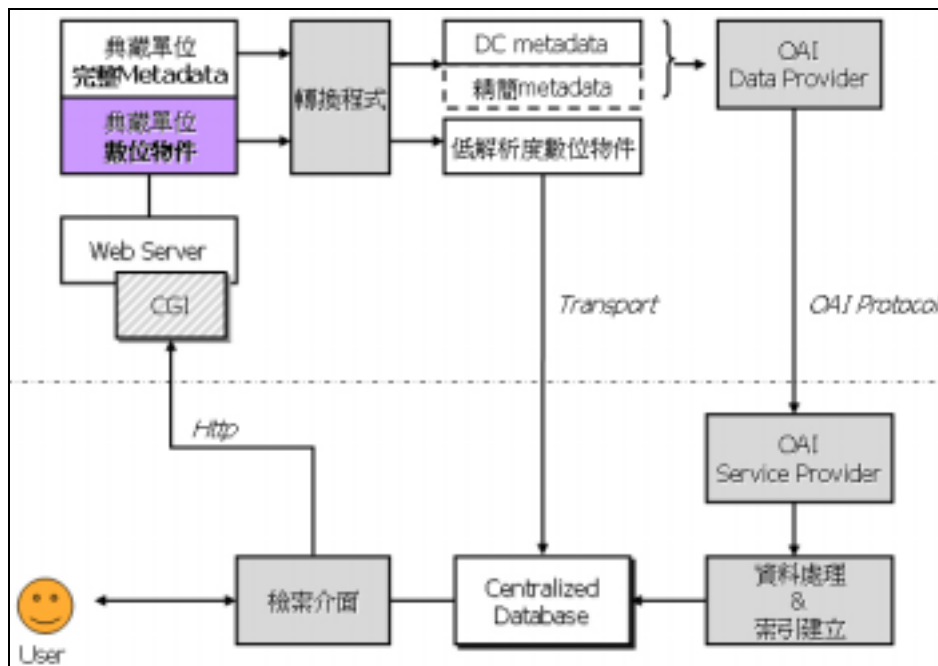 典藏單位
完整Metadata
典藏單位
數位物件
轉換程式
DC metadata
精簡metadata
低解析度數位物件
OAI
Data Provider
Web Server
CGI
Transport
OAI Protocol
Http
OAI
Service Provider
User
檢索介面
Centralized
Database
資料處理
&
索引建立